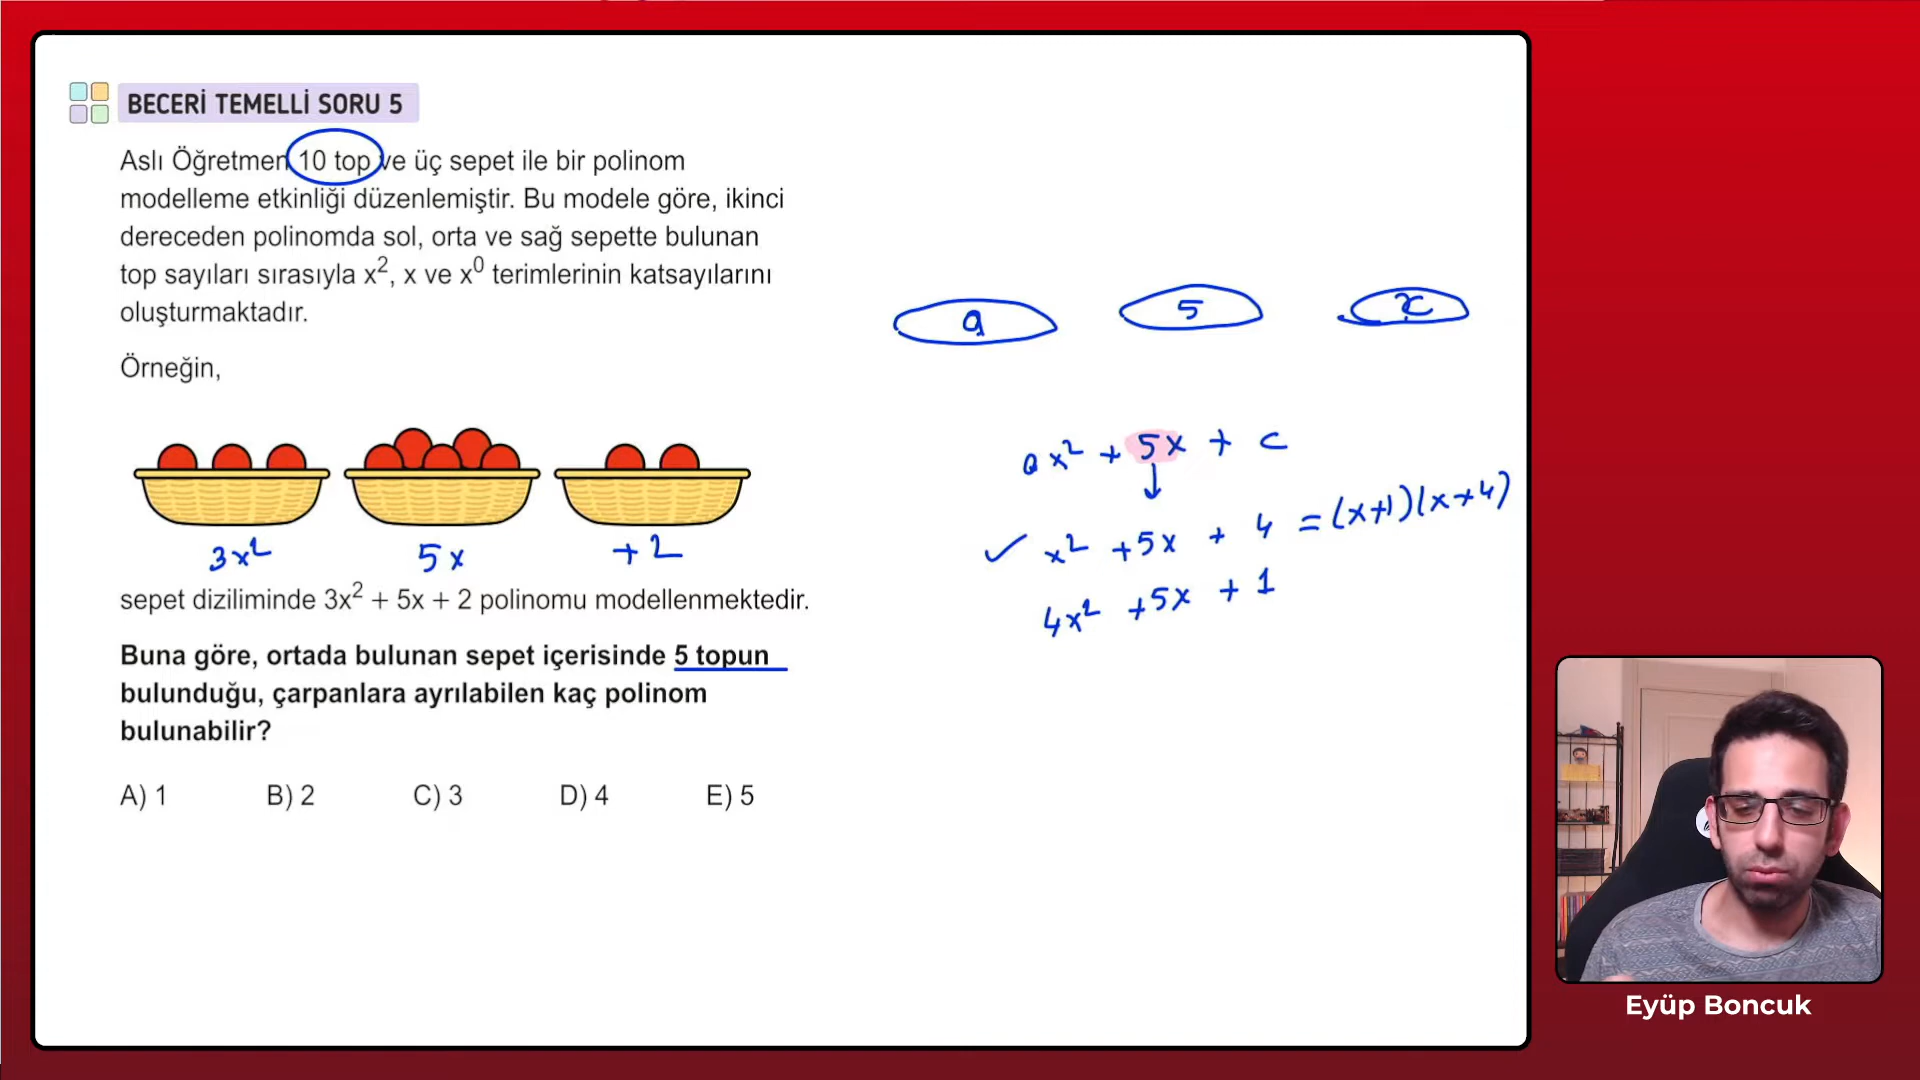 BECERİ TEMELLİ SORU 5
Aslı Öğretmen 10 top ve üç sepet ile bir polinom
modelleme etkinliği düzenlemiştir. Bu modele göre, ikinci
dereceden polinomda sol, orta ve sağ sepette bulunan
top sayıları sırasıyla x², x ve x⁰ terimlerinin katsayılarını
oluşturmaktadır.
Örneğin,
3x² 5x +2
sepet diziliminde 3x² + 5x + 2 polinomu modellenmektedir.
Buna göre, ortada bulunan sepet içerisinde 5 topun
bulunduğu, çarpanlara ayrılabilen kaç polinom
bulunabilir?
A) 1 B) 2 C) 3 D) 4 E) 5
a 5 c
ax² + 5x + c
✓ x² +5x + 4 = (x+1)(x+4)
4x² +5x + 1
Eyüp Boncuk